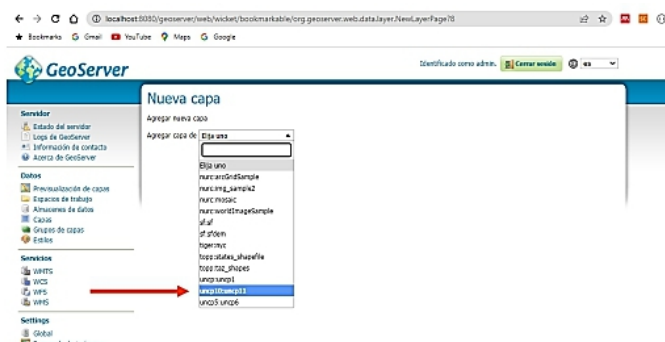 localhost:8080/geoserver/web/wicket/bookmarkable/org.geoserver.web.data.layer.NewLayerPage?8
Bookmarks Gmail YouTube Maps Google
GeoServer
Identificado como admin. Cerrar sesión es
Nueva capa
Agregar nueva capa
Agregar capa de Elija uno
Elija uno
nurc:arcGridSample
nurc:img_sample2
nurc:mosaic
nurc:worldImageSample
sf:sf
sf:sfdem
tiger:nyc
topp:states_shapefile
topp:taz_shapes
uncp:uncp1
uncp10:uncp11
uncp5:uncp6
Servidor
Estado del servidor
Logs de GeoServer
Información de contacto
Acerca de GeoServer
Datos
Previsualización de capas
Espacios de trabajo
Almacenes de datos
Capas
Grupos de capas
Estilos
Servicios
WMTS
WCS
WFS
WMS
Settings
Global